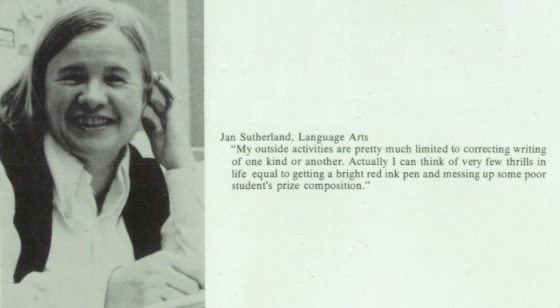 Jan Sutherland, Language Arts
"My outside activities are pretty much limited to correcting writing
of one kind or another. Actually I can think of very few thrills in
life equal to getting a bright red ink pen and messing up some poor
student's prize composition."